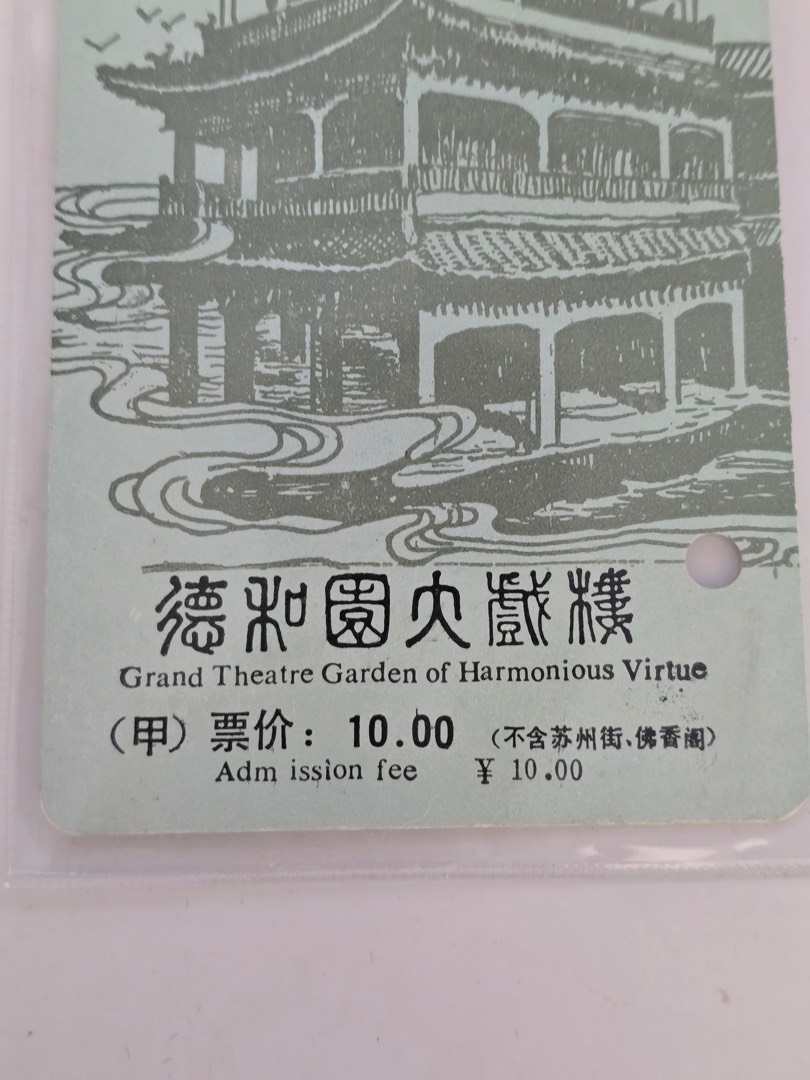 德和園大戲樓
Grand Theatre Garden of Harmonious Virtue
（甲）票价：10.00 （不含苏州街、佛香阁）
Adm ission fee ￥ 10.00